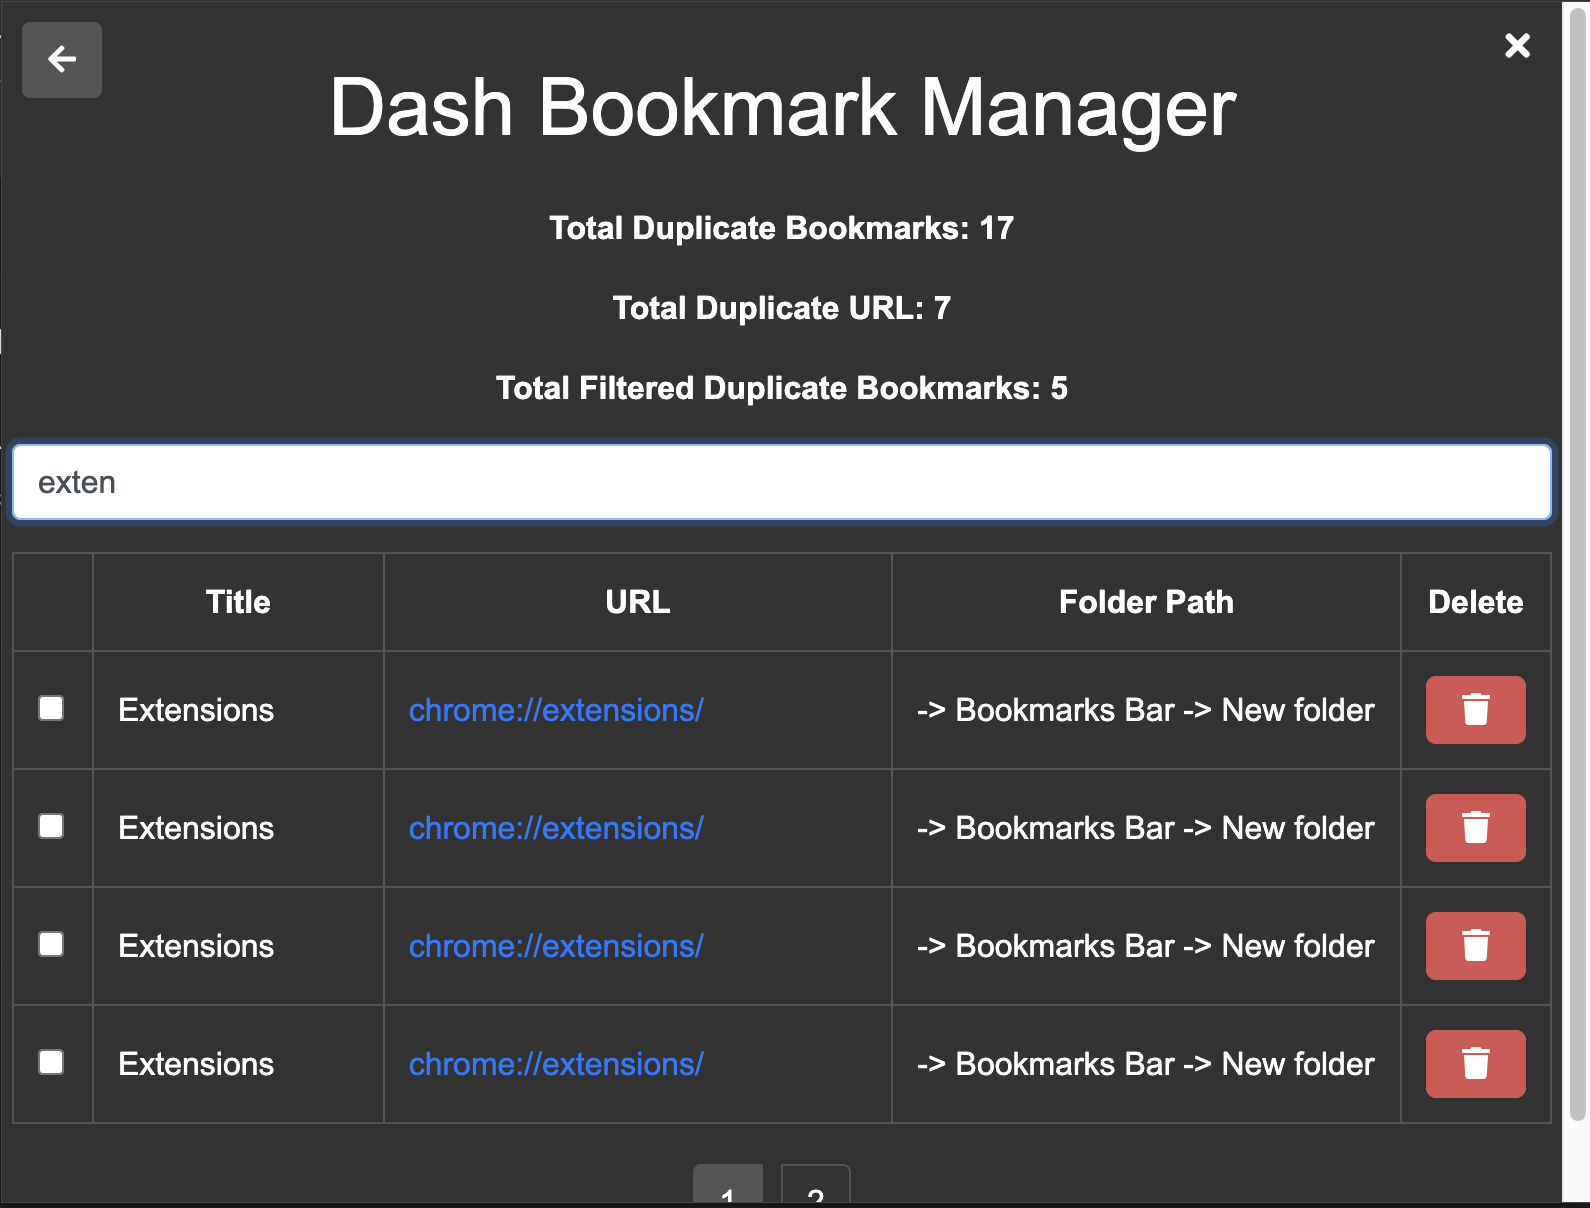 Dash Bookmark Manager
Total Duplicate Bookmarks: 17
Total Duplicate URL: 7
Total Filtered Duplicate Bookmarks: 5
exten
Title URL Folder Path Delete
Extensions chrome://extensions/ -> Bookmarks Bar -> New folder
Extensions chrome://extensions/ -> Bookmarks Bar -> New folder
Extensions chrome://extensions/ -> Bookmarks Bar -> New folder
Extensions chrome://extensions/ -> Bookmarks Bar -> New folder
1 2